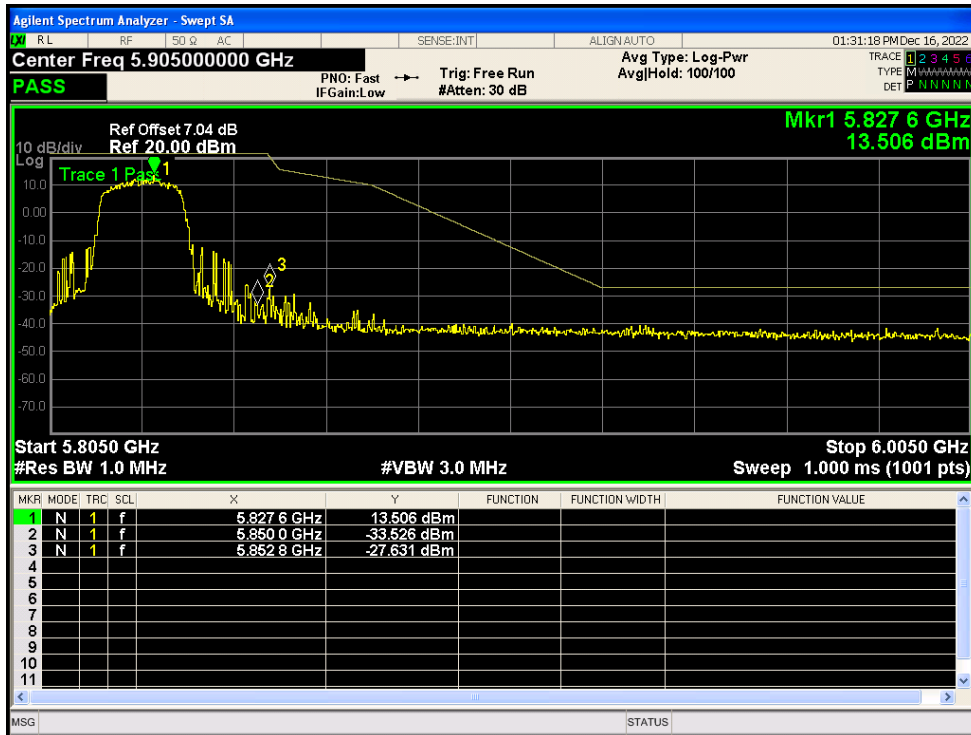 Agilent Spectrum Analyzer - Swept SA
LXI RL RF 50 Ω AC SENSE:INT ALIGN AUTO 01:31:18 PM Dec 16, 2022
Center Freq 5.905000000 GHz
PASS
PNO: Fast
IFGain:Low
Trig: Free Run
#Atten: 30 dB
Avg Type: Log-Pwr
Avg|Hold: 100/100
TRACE 1 2 3 4 5 6
TYPE M
DET P N N N N N
Mkr1 5.827 6 GHz
13.506 dBm
Ref Offset 7.04 dB
10 dB/div Ref 20.00 dBm
Log
Trace 1 Pass
1
10.0
0.00
-10.0
-20.0
3
2
-30.0
-40.0
-50.0
-60.0
-70.0
Start 5.8050 GHz Stop 6.0050 GHz
#Res BW 1.0 MHz #VBW 3.0 MHz Sweep 1.000 ms (1001 pts)
MKR MODE TRC SCL X Y FUNCTION FUNCTION WIDTH FUNCTION VALUE
1 N 1 f 5.827 6 GHz 13.506 dBm
2 N 1 f 5.850 0 GHz -33.526 dBm
3 N 1 f 5.852 8 GHz -27.631 dBm
4
5
6
7
8
9
10
11
MSG STATUS